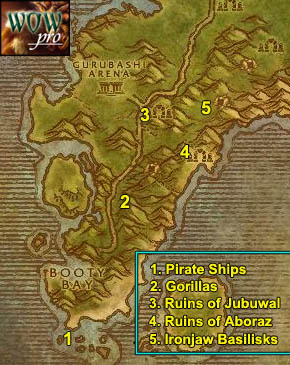 WOW
pro
GURUBASHI
ARENA
3
5
4
2
BOOTY
BAY
1
1. Pirate Ships
2. Gorillas
3. Ruins of Jubuwal
4. Ruins of Aboraz
5. Ironjaw Basilisks